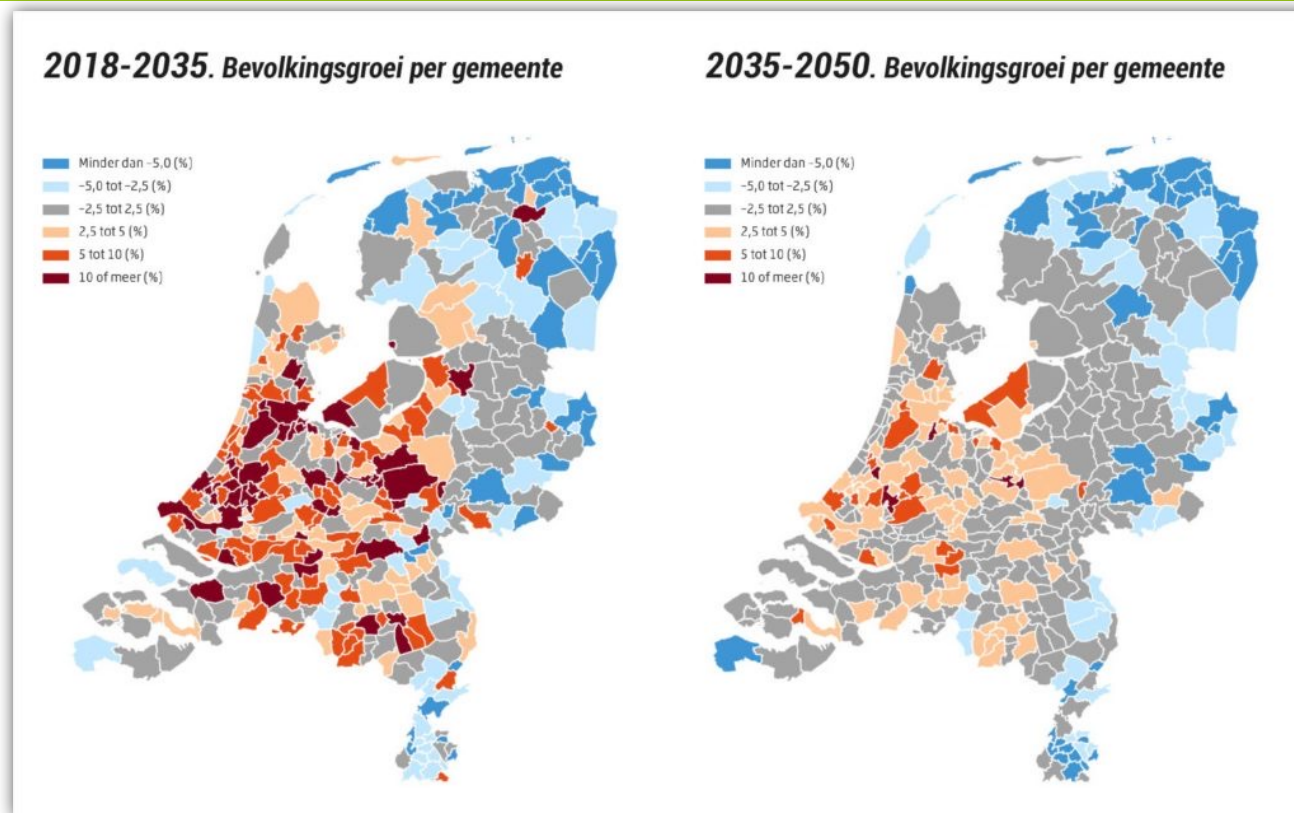 2018-2035. Bevolkingsgroei per gemeente
Minder dan -5,0 (%)
-5,0 tot -2,5 (%)
-2,5 tot 2,5 (%)
2,5 tot 5 (%)
5 tot 10 (%)
10 of meer (%)
2035-2050. Bevolkingsgroei per gemeente
Minder dan -5,0 (%)
-5,0 tot -2,5 (%)
-2,5 tot 2,5 (%)
2,5 tot 5 (%)
5 tot 10 (%)
10 of meer (%)